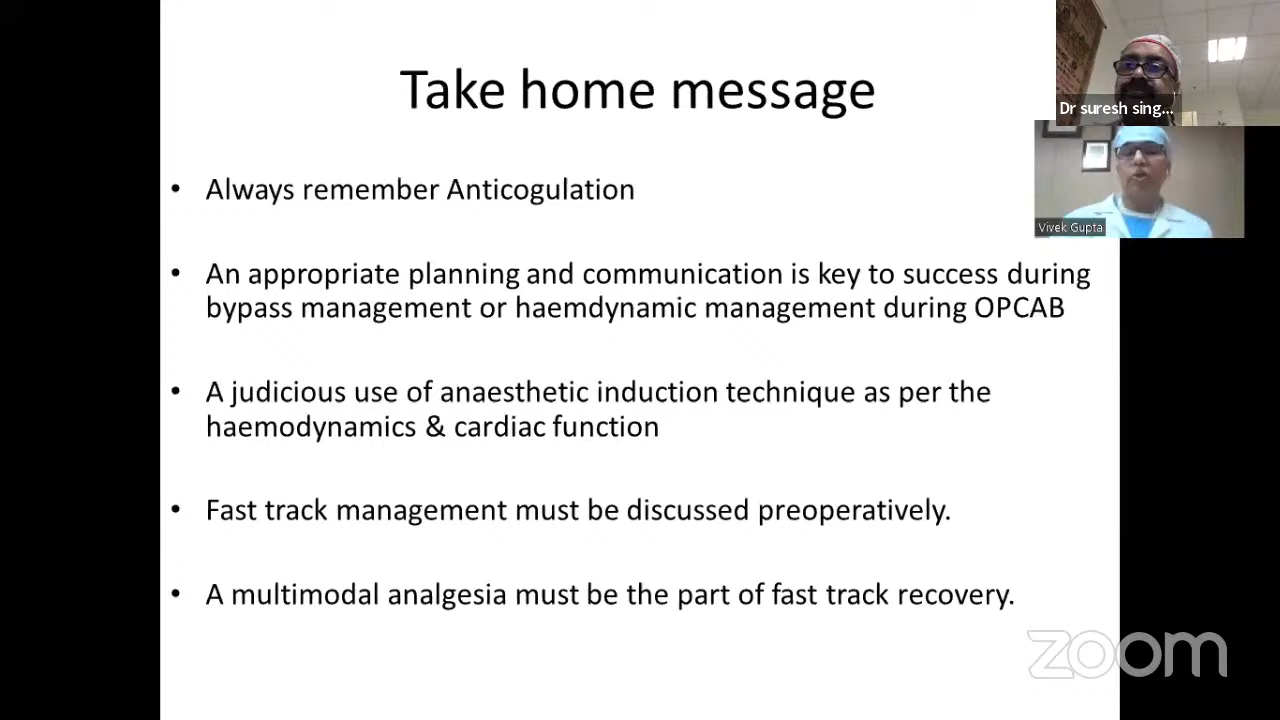 Take home message
• Always remember Anticogulation
• An appropriate planning and communication is key to success during
bypass management or haemdynamic management during OPCAB
• A judicious use of anaesthetic induction technique as per the
haemodynamics & cardiac function
• Fast track management must be discussed preoperatively.
• A multimodal analgesia must be the part of fast track recovery.
Dr suresh sing...
Vivek Gupta
zoom